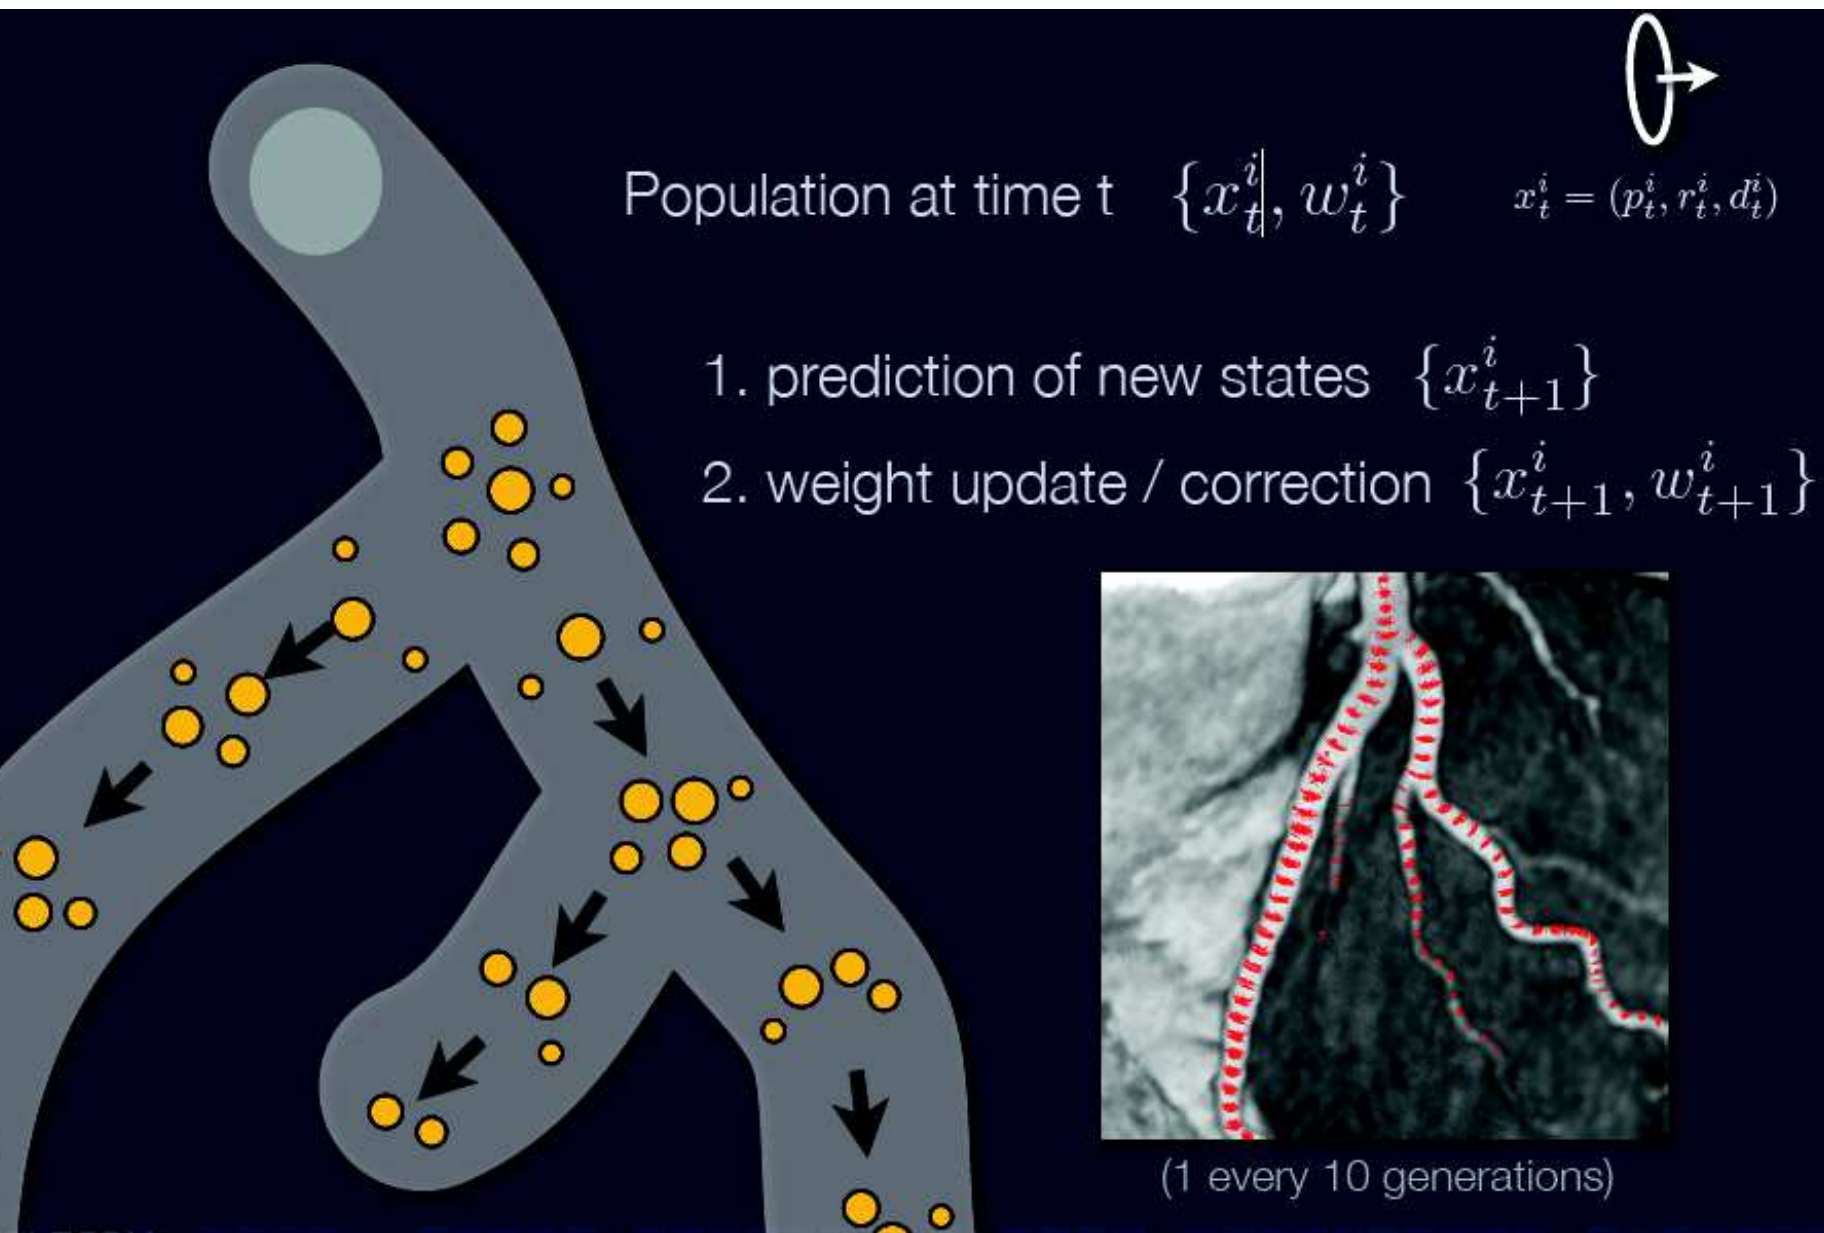 Population at time t $\{x_t^i, w_t^i\}$
$x_t^i = (p_t^i, r_t^i, d_t^i)$
1. prediction of new states $\{x_{t+1}^i\}$
2. weight update / correction $\{x_{t+1}^i, w_{t+1}^i\}$
(1 every 10 generations)